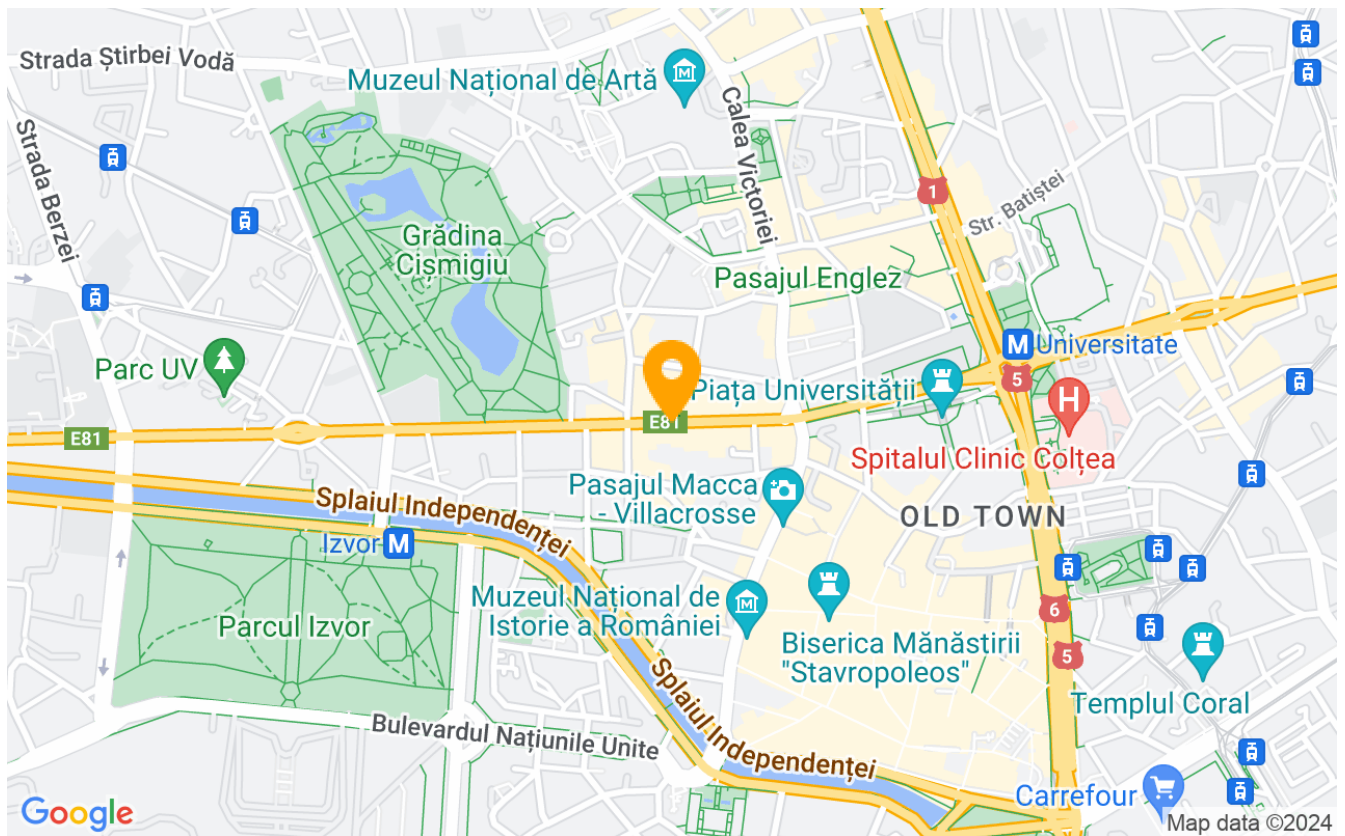 Strada Știrbei Vodă
Muzeul Național de Artă
Calea Victoriei
Strada Berzei
1
Str. Batiștei
Grădina
Cișmigiu
Pasajul Englez
M Universitate
5
Parc UV
Piața Universității
H
E81
E81
Spitalul Clinic Colțea
Pasajul Macca
- Villacrosse
Splaiul Independenței
OLD TOWN
Izvor M
Muzeul Național de
Istorie a României
6
Parcul Izvor
Biserica Mănăstirii
"Stavropoleos"
5
Splaiul Independenței
Templul Coral
Bulevardul Națiunile Unite
Carrefour
Google
Map data ©2024